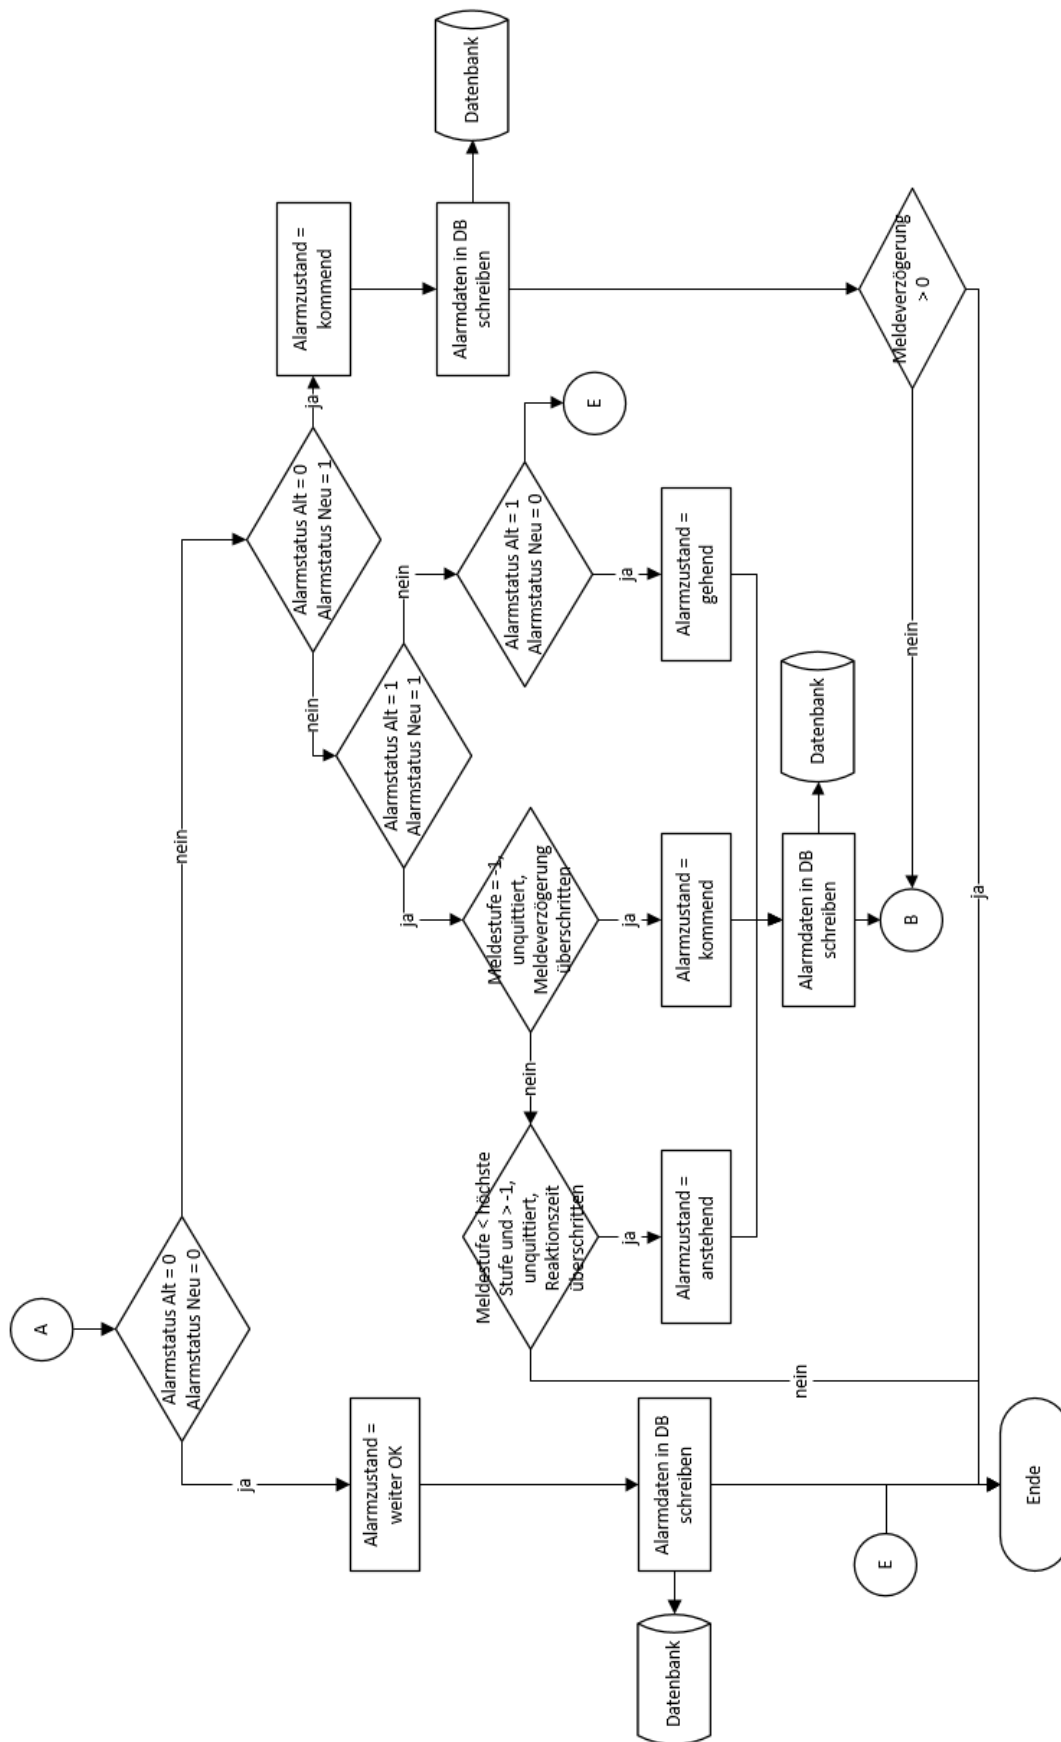 A
Alarmstatus Alt = 0
Alarmstatus Neu = 0
ja
nein
Alarmzustand =
weiter OK
Alarmdaten in DB
schreiben
Datenbank
E
Ende
Alarmstatus Alt = 0
Alarmstatus Neu = 1
ja
nein
Alarmzustand =
kommend
Alarmdaten in DB
schreiben
Datenbank
Meldeverzögerung
> 0
nein
ja
Alarmstatus Alt = 1
Alarmstatus Neu = 1
ja
nein
Alarmstatus Alt = 1
Alarmstatus Neu = 0
E
ja
Alarmzustand =
gehend
Meldestufe = -1,
unquittiert,
Meldeverzögerung
überschritten
ja
nein
Alarmzustand =
kommend
Meldestufe < höchste
Stufe und > -1,
unquittiert,
Reaktionszeit
überschritten
ja
nein
Alarmzustand =
anstehend
Alarmdaten in DB
schreiben
Datenbank
B